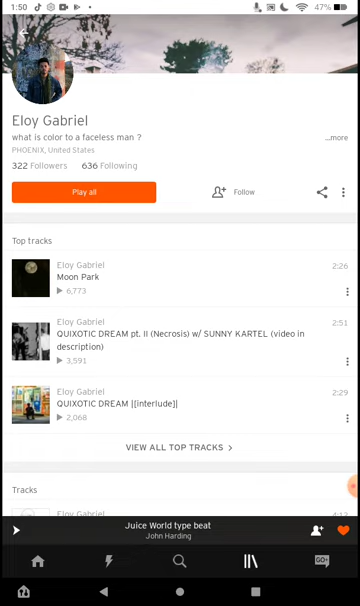 1:50
47%
Eloy Gabriel
what is color to a faceless man ?
...more
PHOENIX, United States
322 Followers 636 Following
Play all
Follow
Top tracks
Eloy Gabriel
2:26
Moon Park
6,773
Eloy Gabriel
2:51
QUIXOTIC DREAM pt. II (Necrosis) w/ SUNNY KARTEL (video in
description)
3,591
Eloy Gabriel
2:29
QUIXOTIC DREAM |[interlude]|
2,068
VIEW ALL TOP TRACKS
Tracks
Eloy Gabriel
Juice World type beat
John Harding
GO+